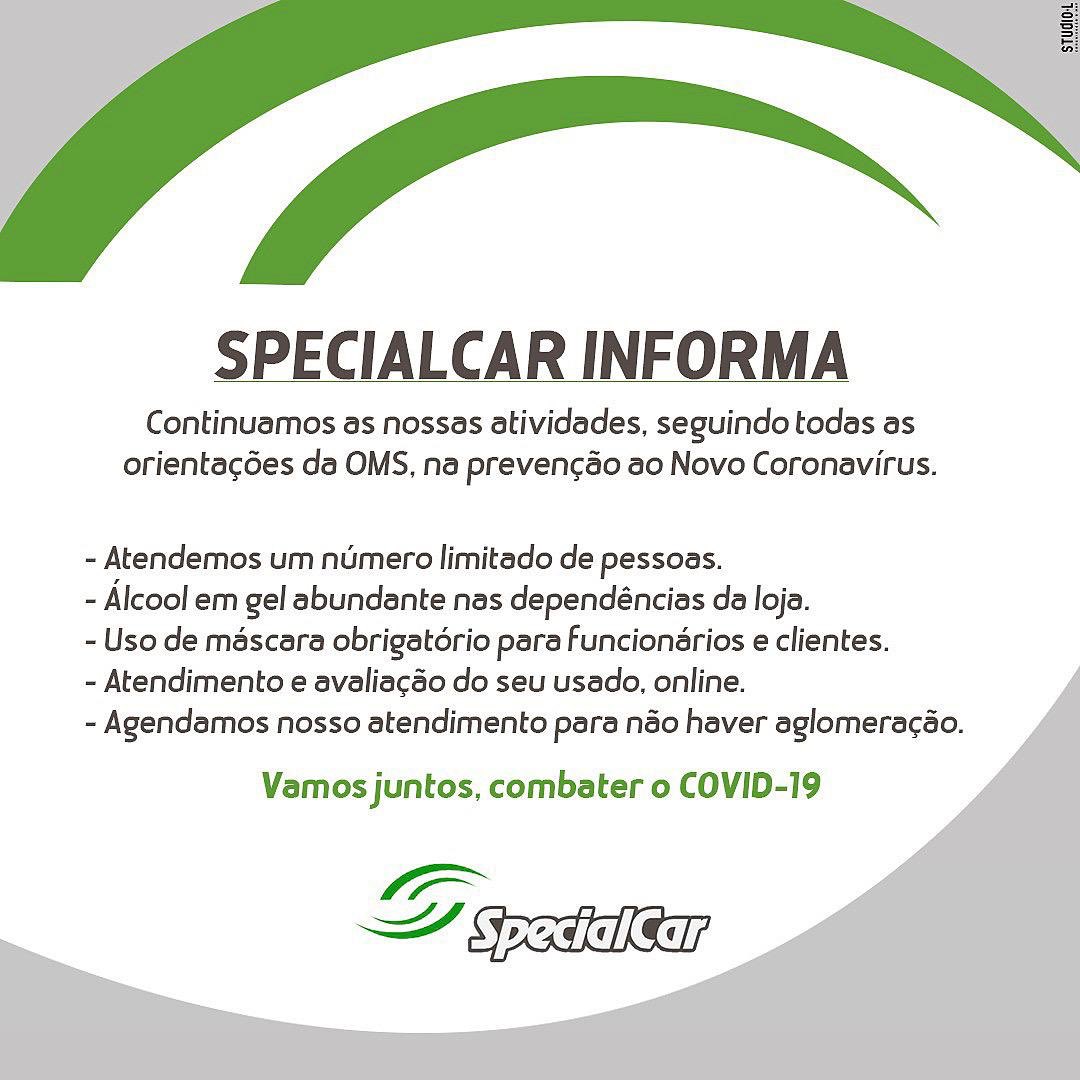 STUDIO·L
SPECIALCAR INFORMA
Continuamos as nossas atividades, seguindo todas as
orientações da OMS, na prevenção ao Novo Coronavírus.
- Atendemos um número limitado de pessoas.
- Álcool em gel abundante nas dependências da loja.
- Uso de máscara obrigatório para funcionários e clientes.
- Atendimento e avaliação do seu usado, online.
- Agendamos nosso atendimento para não haver aglomeração.
Vamos juntos, combater o COVID-19
SpecialCar